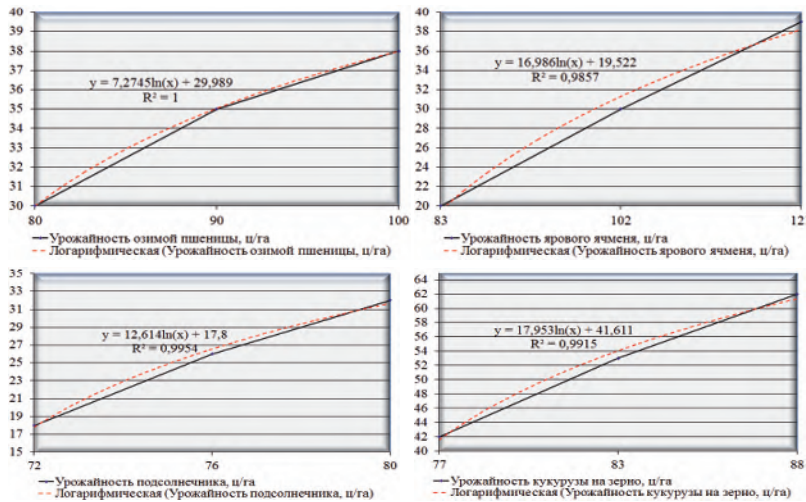 40
39
38
37
36
35
34
33
32
31
30
y = 7,2745ln(x) + 29,989
R² = 1
80 90 100
Урожайность озимой пшеницы, ц/га
Логарифмическая (Урожайность озимой пшеницы, ц/га)
40
38
36
34
32
30
28
26
24
22
20
y = 16,986ln(x) + 19,522
R² = 0,9857
83 102 12
Урожайность ярового ячменя, ц/га
Логарифмическая (Урожайность ярового ячменя, ц/га)
35
33
31
29
27
25
23
21
19
17
15
y = 12,614ln(x) + 17,8
R² = 0,9954
72 76 80
Урожайность подсолнечника, ц/га
Логарифмическая (Урожайность подсолнечника, ц/га)
64
62
60
58
56
54
52
50
48
46
44
42
40
y = 17,953ln(x) + 41,611
R² = 0,9915
77 83 88
Урожайность кукурузы на зерно, ц/га
Логарифмическая (Урожайность кукурузы на зерно, ц/га)